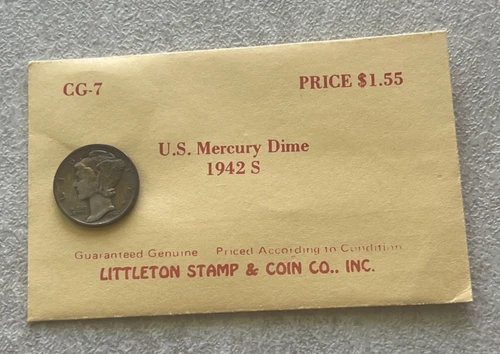 CG-7 PRICE $1.55
U.S. Mercury Dime
1942 S
Guaranteed Genuine Priced According to Condition
LITTLETON STAMP & COIN CO., INC.